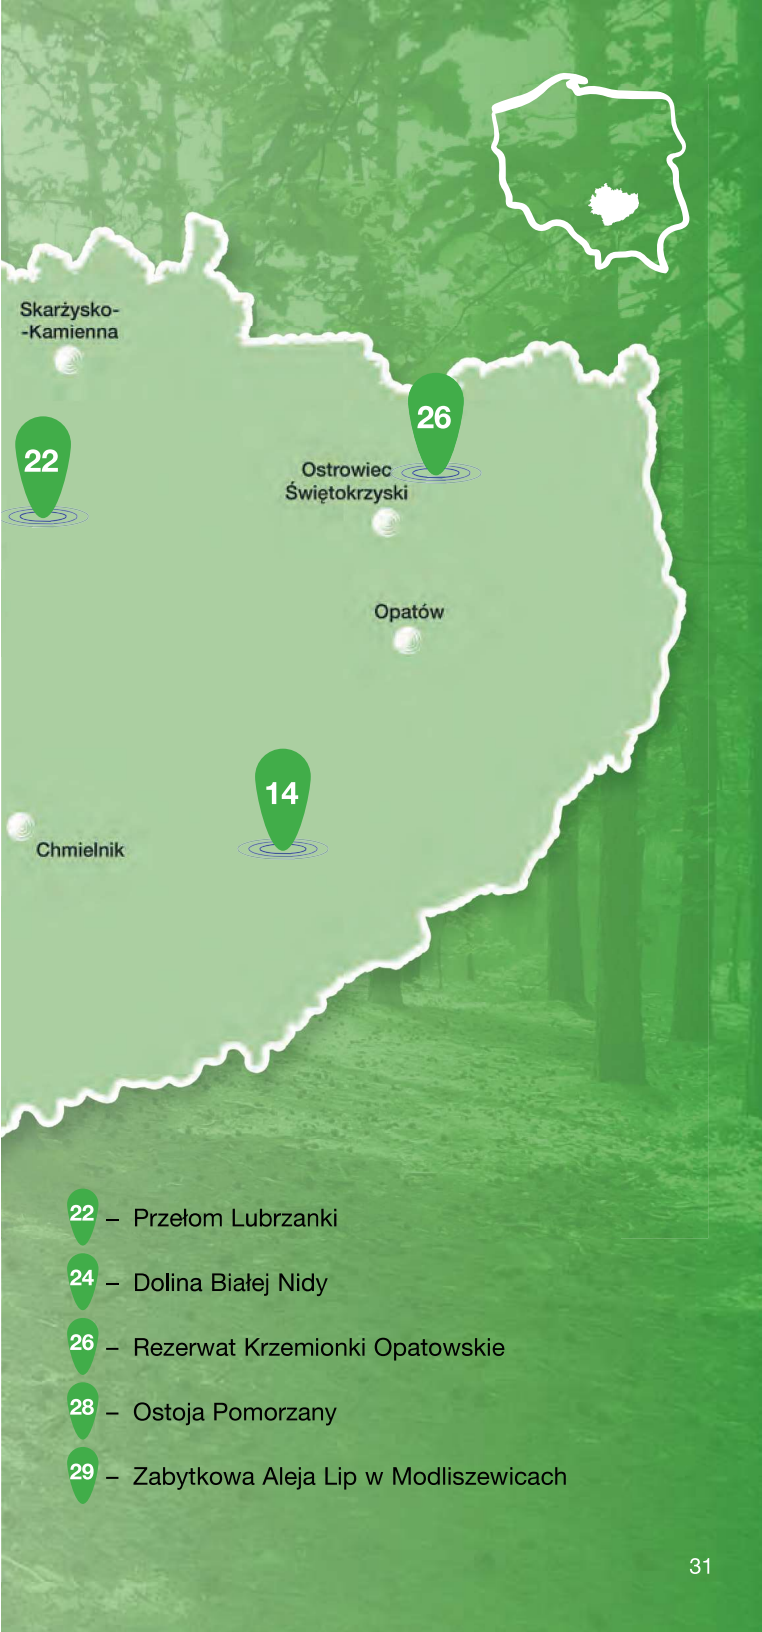 Skarżysko-
-Kamienna
26
22
Ostrowiec
Świętokrzyski
Opatów
14
Chmielnik
22 – Przełom Lubrzanki
24 – Dolina Białej Nidy
26 – Rezerwat Krzemionki Opatowskie
28 – Ostoja Pomorzany
29 – Zabytkowa Aleja Lip w Modliszewicach
31